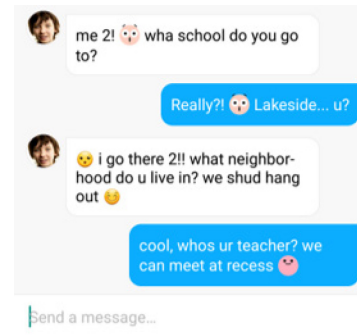 me 2! 😳 wha school do you go
to?
Really?! 😳 Lakeside... u?
😯 i go there 2!! what neighbor-
hood do u live in? we shud hang
out 😊
cool, whos ur teacher? we
can meet at recess 😊
Send a message...